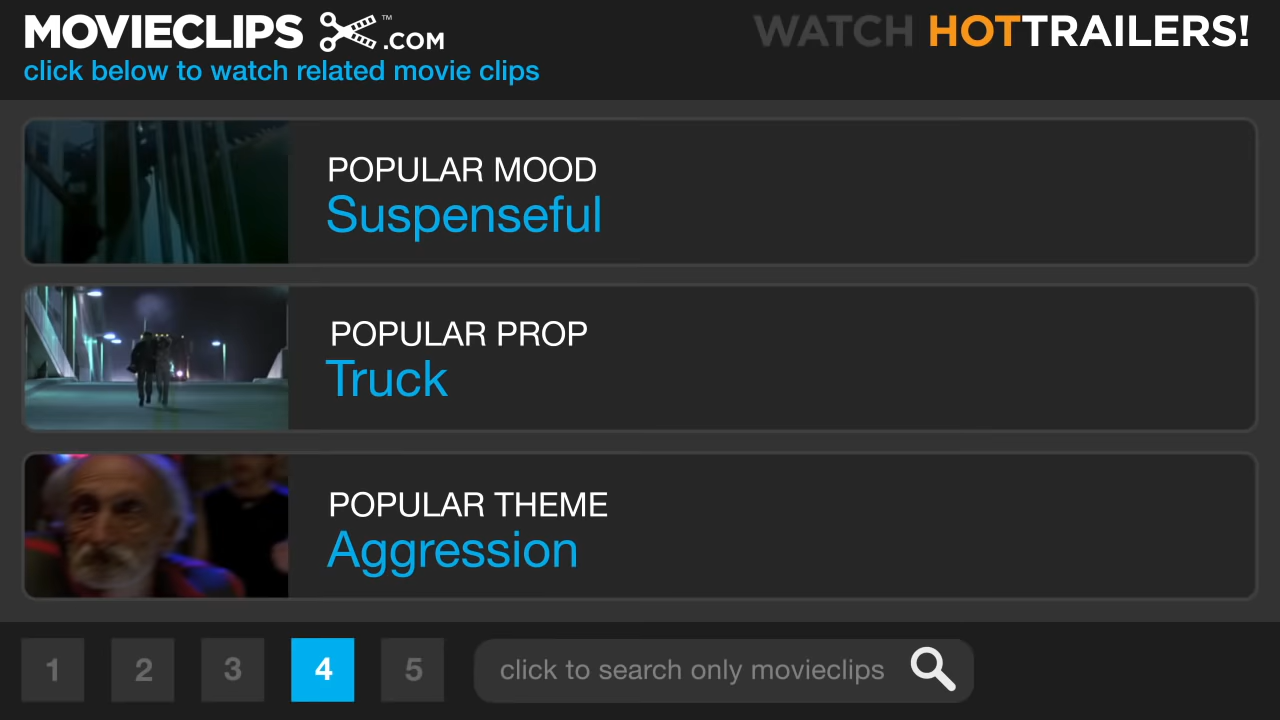 MOVIECLIPS ™ .COM
WATCH HOTTRAILERS!
click below to watch related movie clips
POPULAR MOOD
Suspenseful
POPULAR PROP
Truck
POPULAR THEME
Aggression
1 2 3 4 5 click to search only movieclips